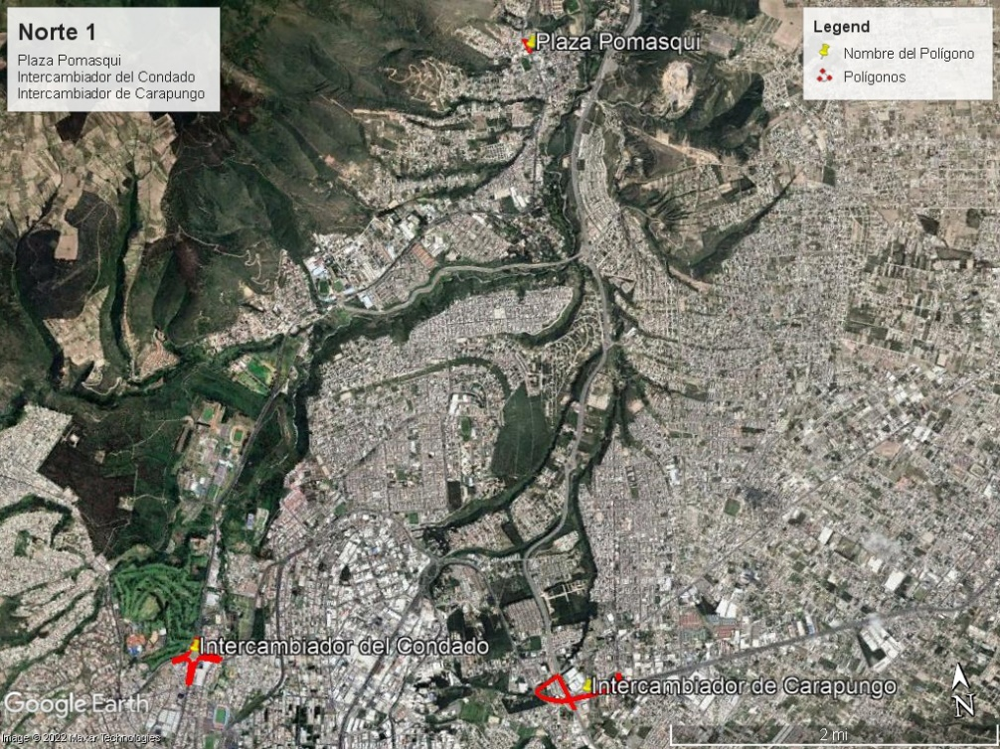 Norte 1
Plaza Pomasqui
Intercambiador del Condado
Intercambiador de Carapungo
Legend
Nombre del Polígono
Polígonos
Plaza Pomasqui
Intercambiador del Condado
Intercambiador de Carapungo
Google Earth
Image © 2022 Maxar Technologies
2 mi
N